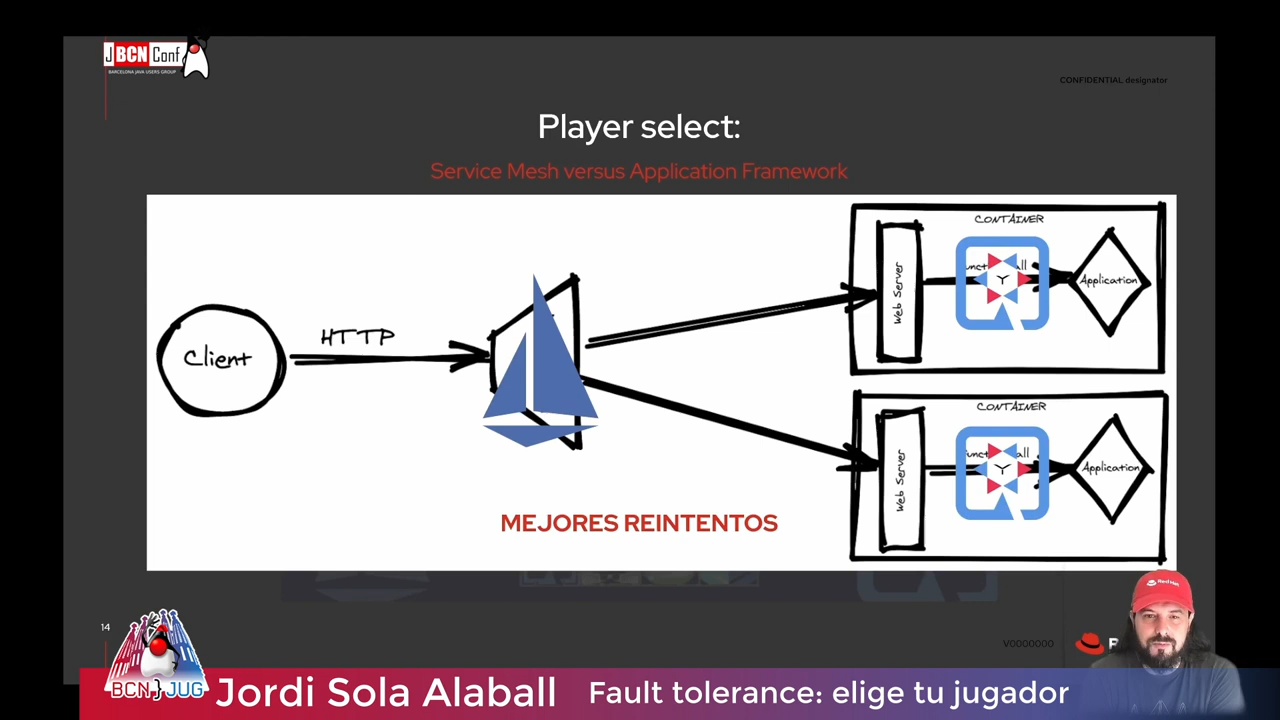 JBCNConf
BARCELONA JAVA USERS GROUP
CONFIDENTIAL designator
Player select:
Service Mesh versus Application Framework
CONTAINER
Web Server
Application
Client
HTTP
CONTAINER
Web Server
Application
MEJORES REINTENTOS
14
V0000000
Red Hat
BCN JUG
Jordi Sola Alaball
Fault tolerance: elige tu jugador